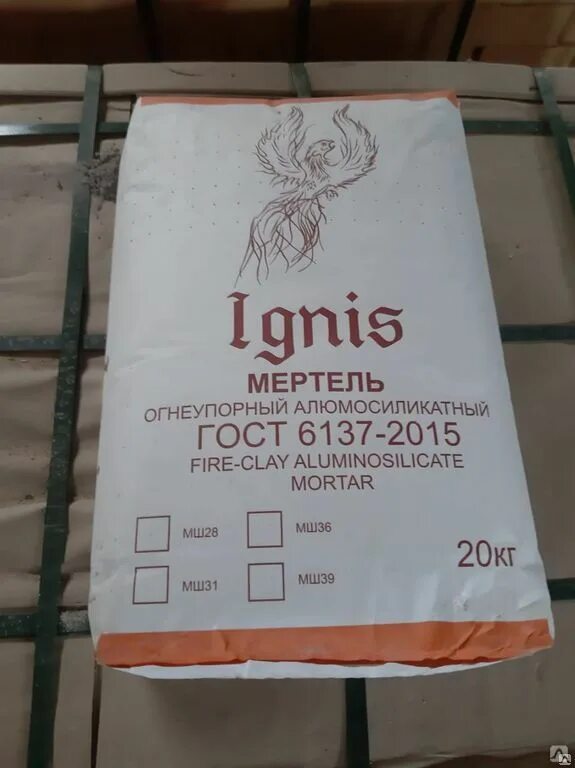 Ignis
МЕРТЕЛЬ
ОГНЕУПОРНЫЙ АЛЮМОСИЛИКАТНЫЙ
ГОСТ 6137-2015
FIRE-CLAY ALUMINOSILICATE
MORTAR
МШ28 МШ36
МШ31 МШ39
20кг